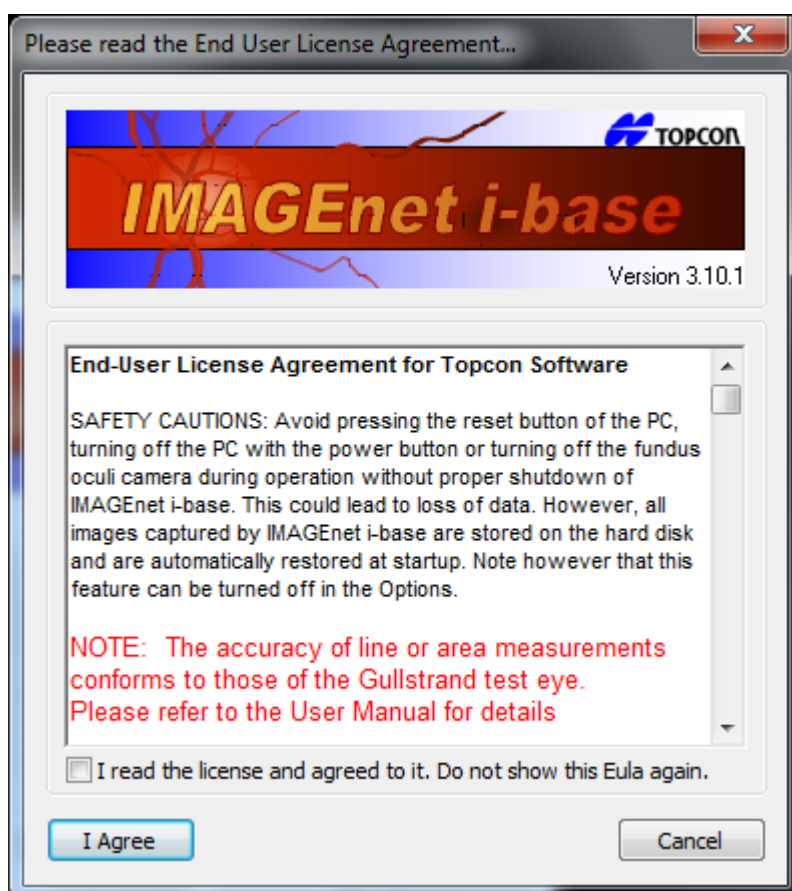 Please read the End User License Agreement...
TOPCON
IMAGEnet i-base
Version 3.10.1
End-User License Agreement for Topcon Software
SAFETY CAUTIONS: Avoid pressing the reset button of the PC,
turning off the PC with the power button or turning off the fundus
oculi camera during operation without proper shutdown of
IMAGEnet i-base. This could lead to loss of data. However, all
images captured by IMAGEnet i-base are stored on the hard disk
and are automatically restored at startup. Note however that this
feature can be turned off in the Options.
NOTE: The accuracy of line or area measurements
conforms to those of the Gullstrand test eye.
Please refer to the User Manual for details
I read the license and agreed to it. Do not show this Eula again.
I Agree
Cancel